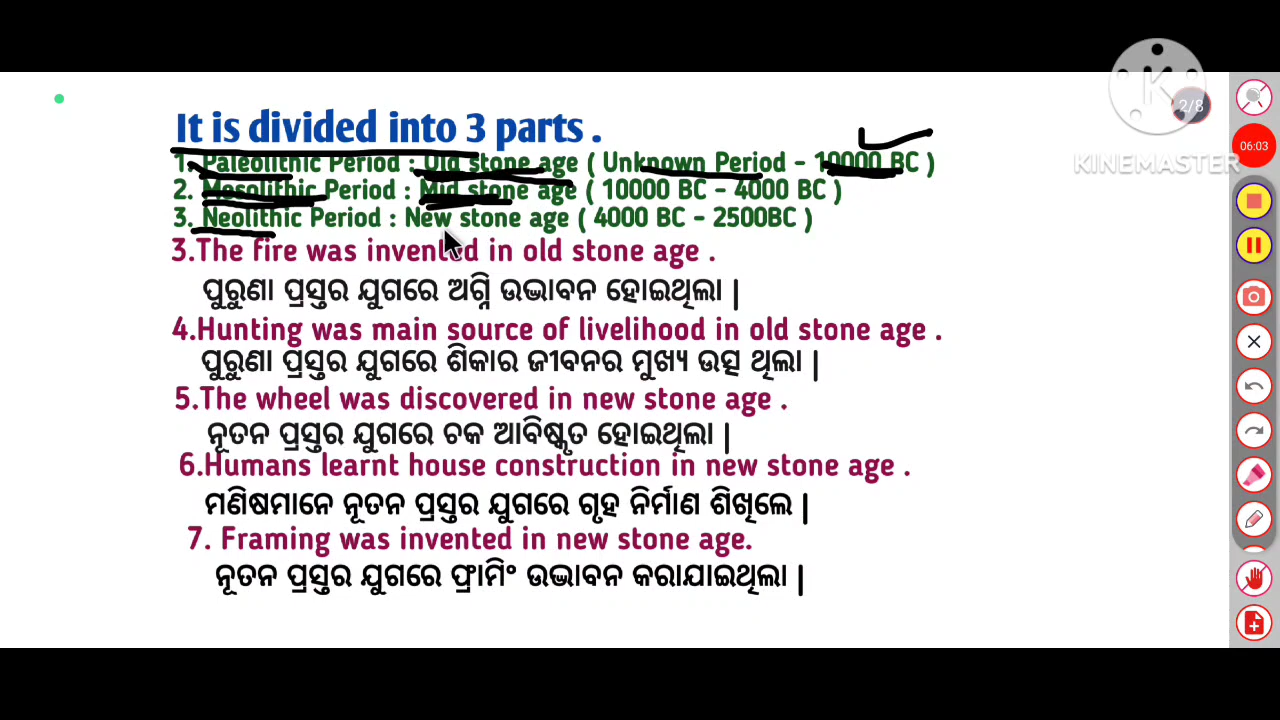 It is divided into 3 parts .
1. Paleolithic Period : Old stone age ( Unknown Period - 10000 BC )
2. Mesolithic Period : Mid stone age ( 10000 BC - 4000 BC )
3. Neolithic Period : New stone age ( 4000 BC - 2500BC )
3.The fire was invented in old stone age .
ପୁରୁଣା ପ୍ରସ୍ତର ଯୁଗରେ ଅଗ୍ନି ଉଦ୍ଭାବନ ହୋଇଥିଲା |
4.Hunting was main source of livelihood in old stone age .
ପୁରୁଣା ପ୍ରସ୍ତର ଯୁଗରେ ଶିକାର ଜୀବନର ମୁଖ୍ୟ ଉତ୍ସ ଥିଲା |
5.The wheel was discovered in new stone age .
ନୂତନ ପ୍ରସ୍ତର ଯୁଗରେ ଚକ ଆବିଷ୍କୃତ ହୋଇଥିଲା |
6.Humans learnt house construction in new stone age .
ମଣିଷମାନେ ନୂତନ ପ୍ରସ୍ତର ଯୁଗରେ ଗୃହ ନିର୍ମାଣ ଶିଖିଲେ |
7. Framing was invented in new stone age.
ନୂତନ ପ୍ରସ୍ତର ଯୁଗରେ ଫ୍ରାମିଂ ଉଦ୍ଭାବନ କରାଯାଇଥିଲା |
2/8
KINEMASTER
06:03